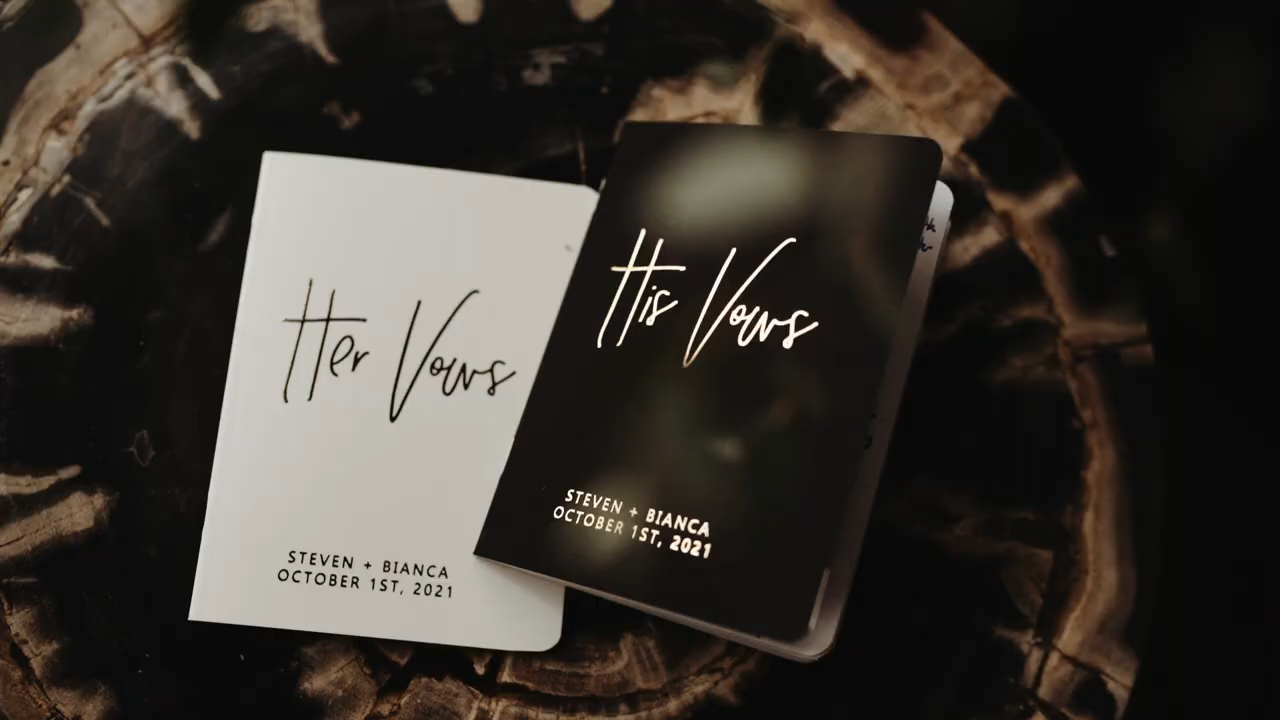 Her Vows
STEVEN + BIANCA
OCTOBER 1ST, 2021
His Vows
STEVEN + BIANCA
OCTOBER 1ST, 2021